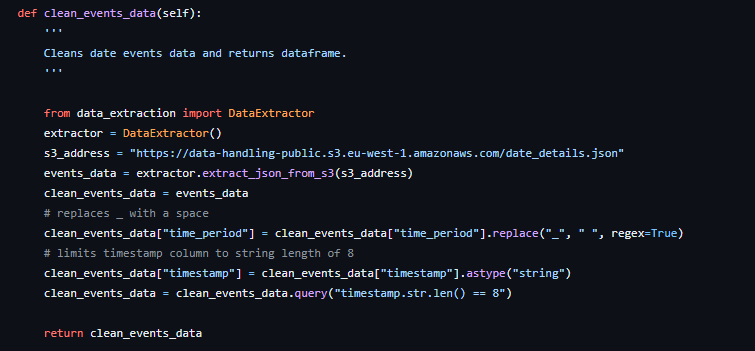 def clean_events_data(self):
    '''
    Cleans date events data and returns dataframe.
    '''
    from data_extraction import DataExtractor
    extractor = DataExtractor()
    s3_address = "https://data-handling-public.s3.eu-west-1.amazonaws.com/date_details.json"
    events_data = extractor.extract_json_from_s3(s3_address)
    clean_events_data = events_data
    # replaces _ with a space
    clean_events_data["time_period"] = clean_events_data["time_period"].replace("_", " ", regex=True)
    # limits timestamp column to string length of 8
    clean_events_data["timestamp"] = clean_events_data["timestamp"].astype("string")
    clean_events_data = clean_events_data.query("timestamp.str.len() == 8")
    return clean_events_data